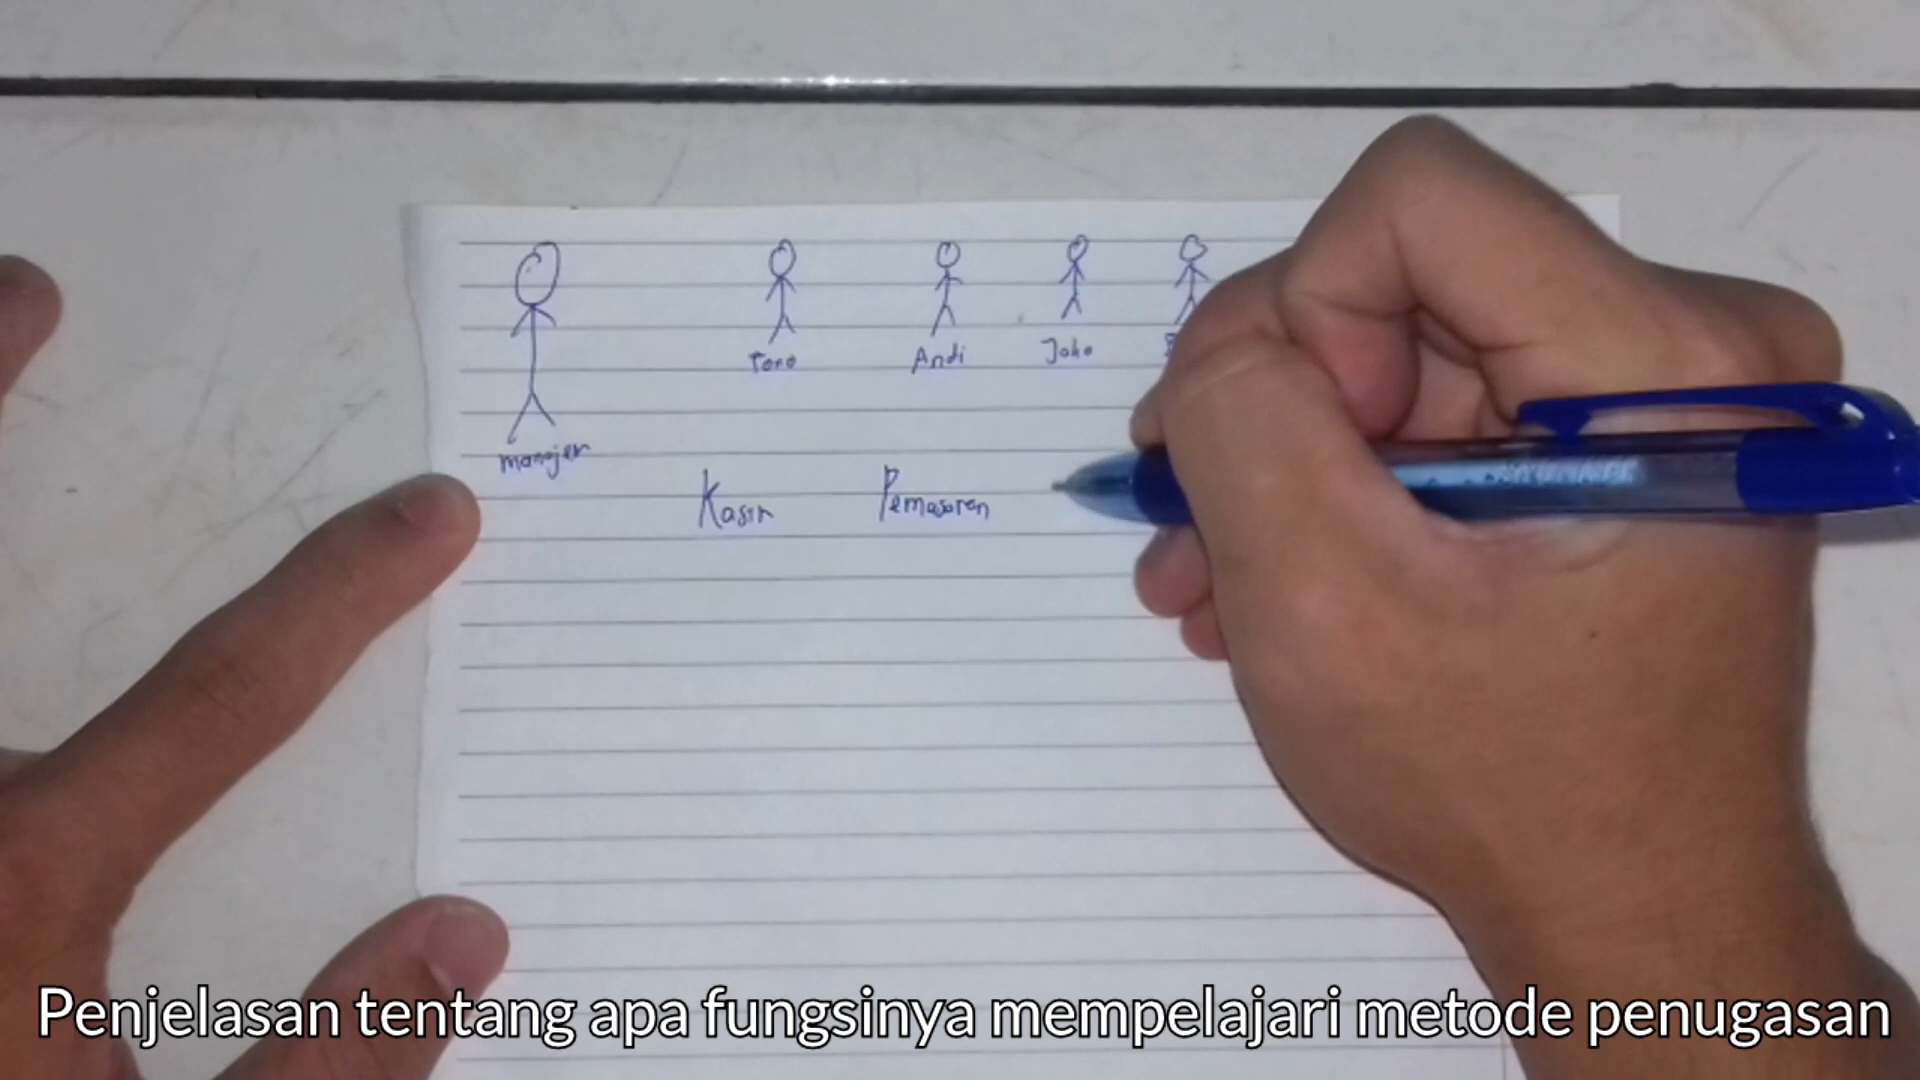 Tono Andi Joko
manajer
Kasir Pemasaran
Penjelasan tentang apa fungsinya mempelajari metode penugasan